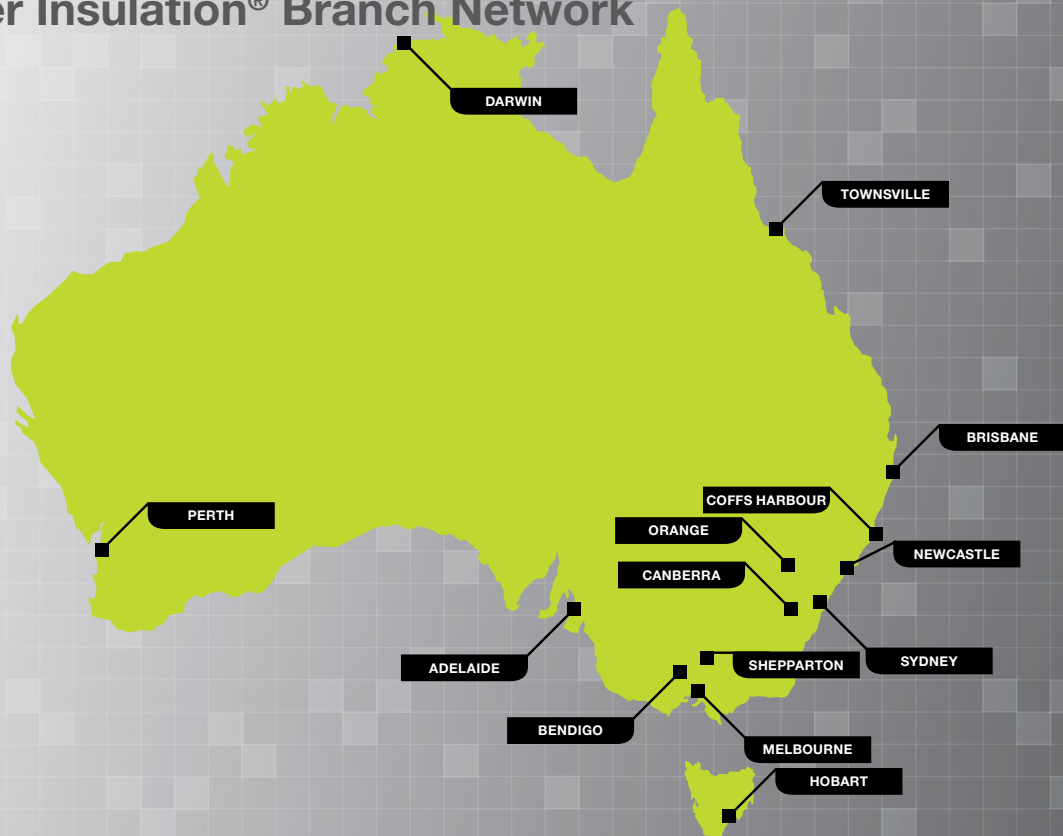 er Insulation® Branch Network
DARWIN
TOWNSVILLE
BRISBANE
COFFS HARBOUR
PERTH
ORANGE
NEWCASTLE
CANBERRA
ADELAIDE
SHEPPARTON
SYDNEY
BENDIGO
MELBOURNE
HOBART